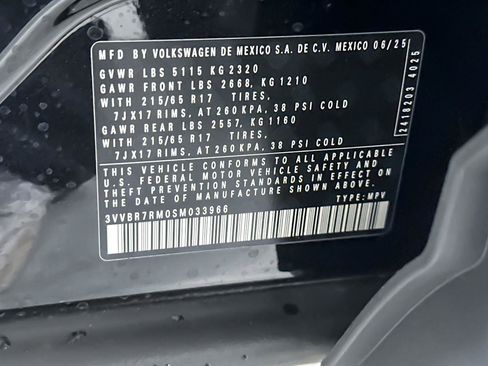 MFD BY VOLKSWAGEN DE MEXICO S.A. DE C.V. MEXICO 06/25
GVWR LBS 5115 KG 2320
GAWR FRONT LBS 2668, KG 1210
WITH 215/65 R17 TIRES,
7JX17 RIMS, AT 260 KPA, 38 PSI COLD
GAWR REAR LBS 2557, KG 1160
WITH 215/65 R17 TIRES,
7JX17 RIMS, AT 260 KPA, 38 PSI COLD
THIS VEHICLE CONFORMS TO ALL APPLICABLE
U.S. FEDERAL MOTOR VEHICLE SAFETY AND
THEFT PREVENTION STANDARDS IN EFFECT ON
THE DATE OF MANUFACTURE SHOWN ABOVE.
3VVBR7RM0SM033966 TYPE: MPV
2419203 4025